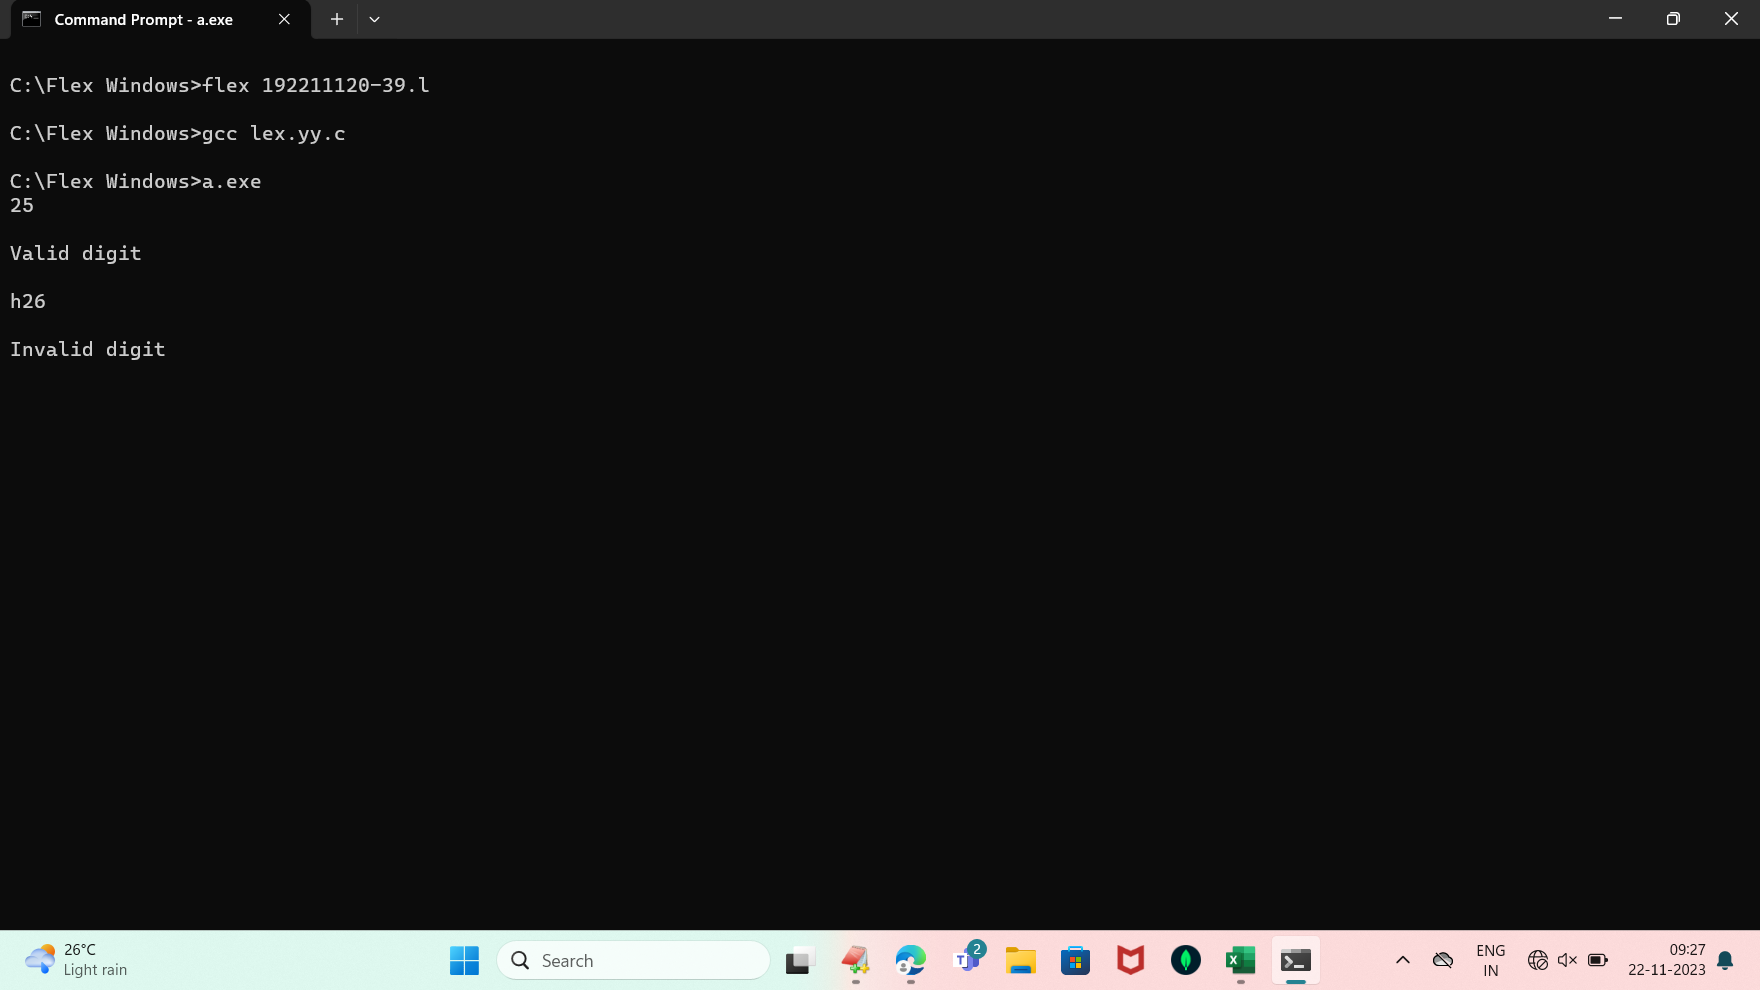 Command Prompt - a.exe
C:\Flex Windows>flex 192211120-39.l
C:\Flex Windows>gcc lex.yy.c
C:\Flex Windows>a.exe
25
Valid digit
h26
Invalid digit
26°C
Light rain
Search
T
2
X
ENG
IN
09:27
22-11-2023